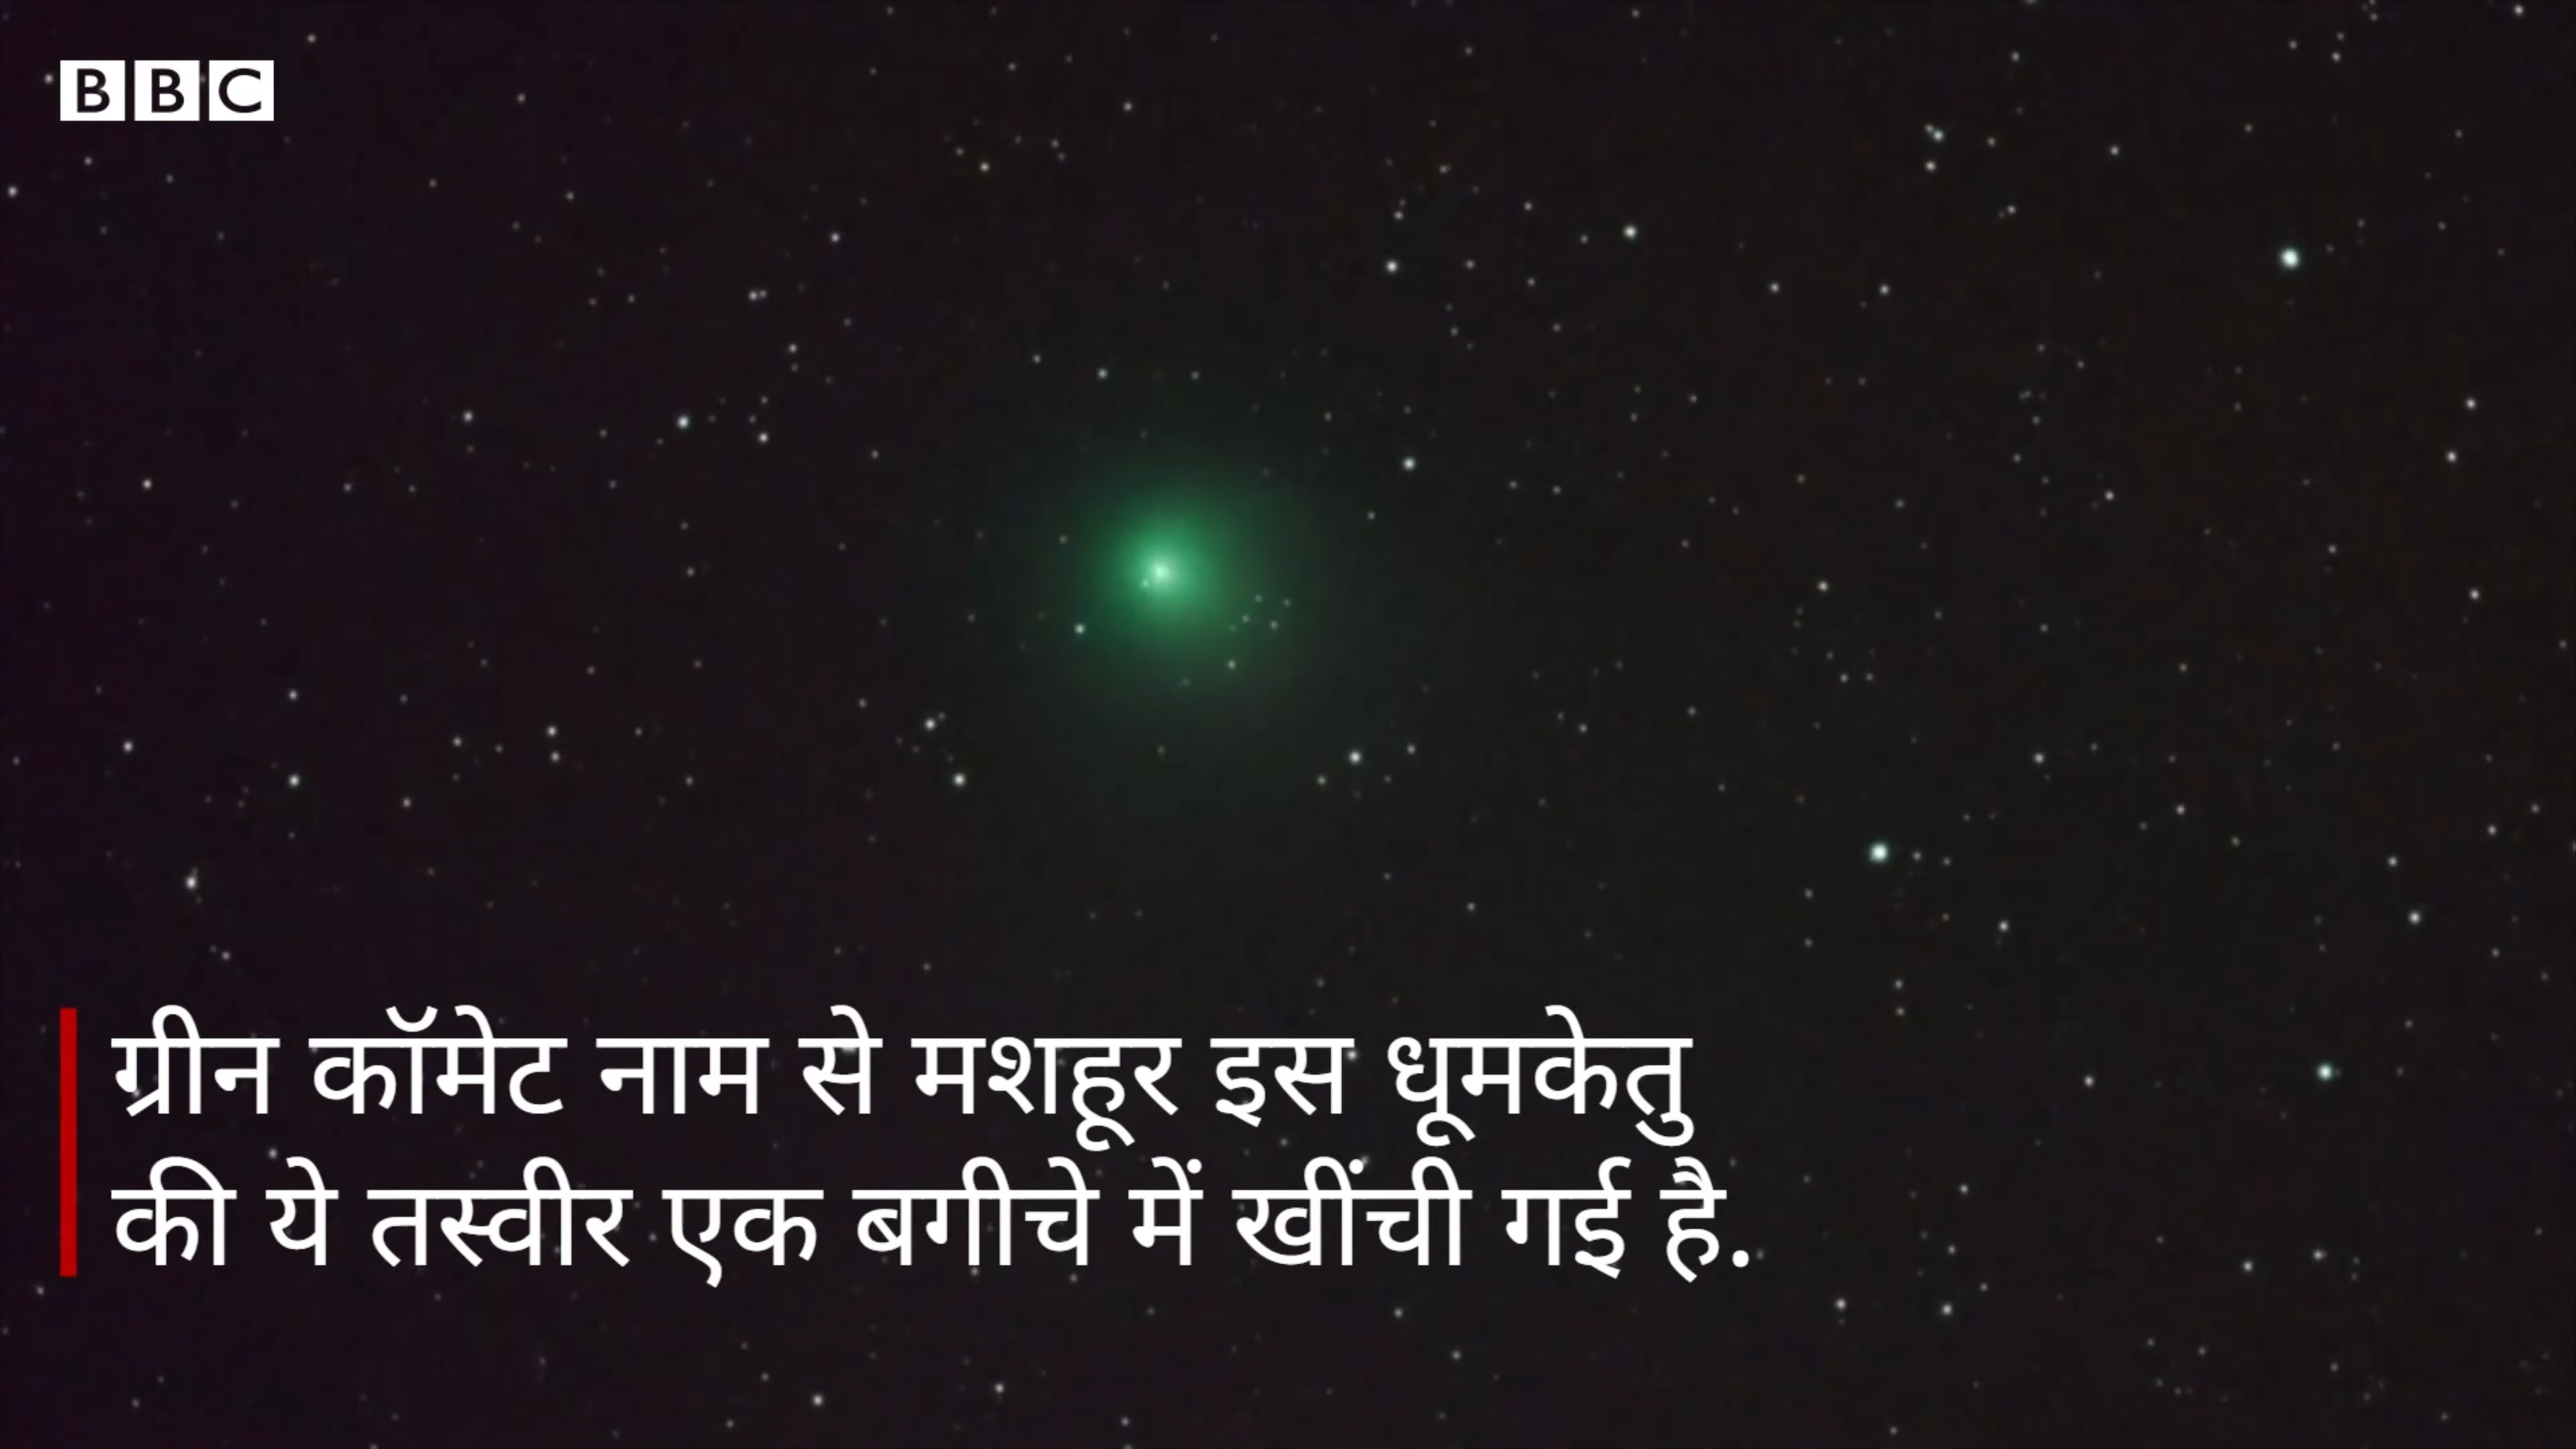 BBC
ग्रीन कॉमेट नाम से मशहूर इस धूमकेतु
की ये तस्वीर एक बगीचे में खींची गई है.